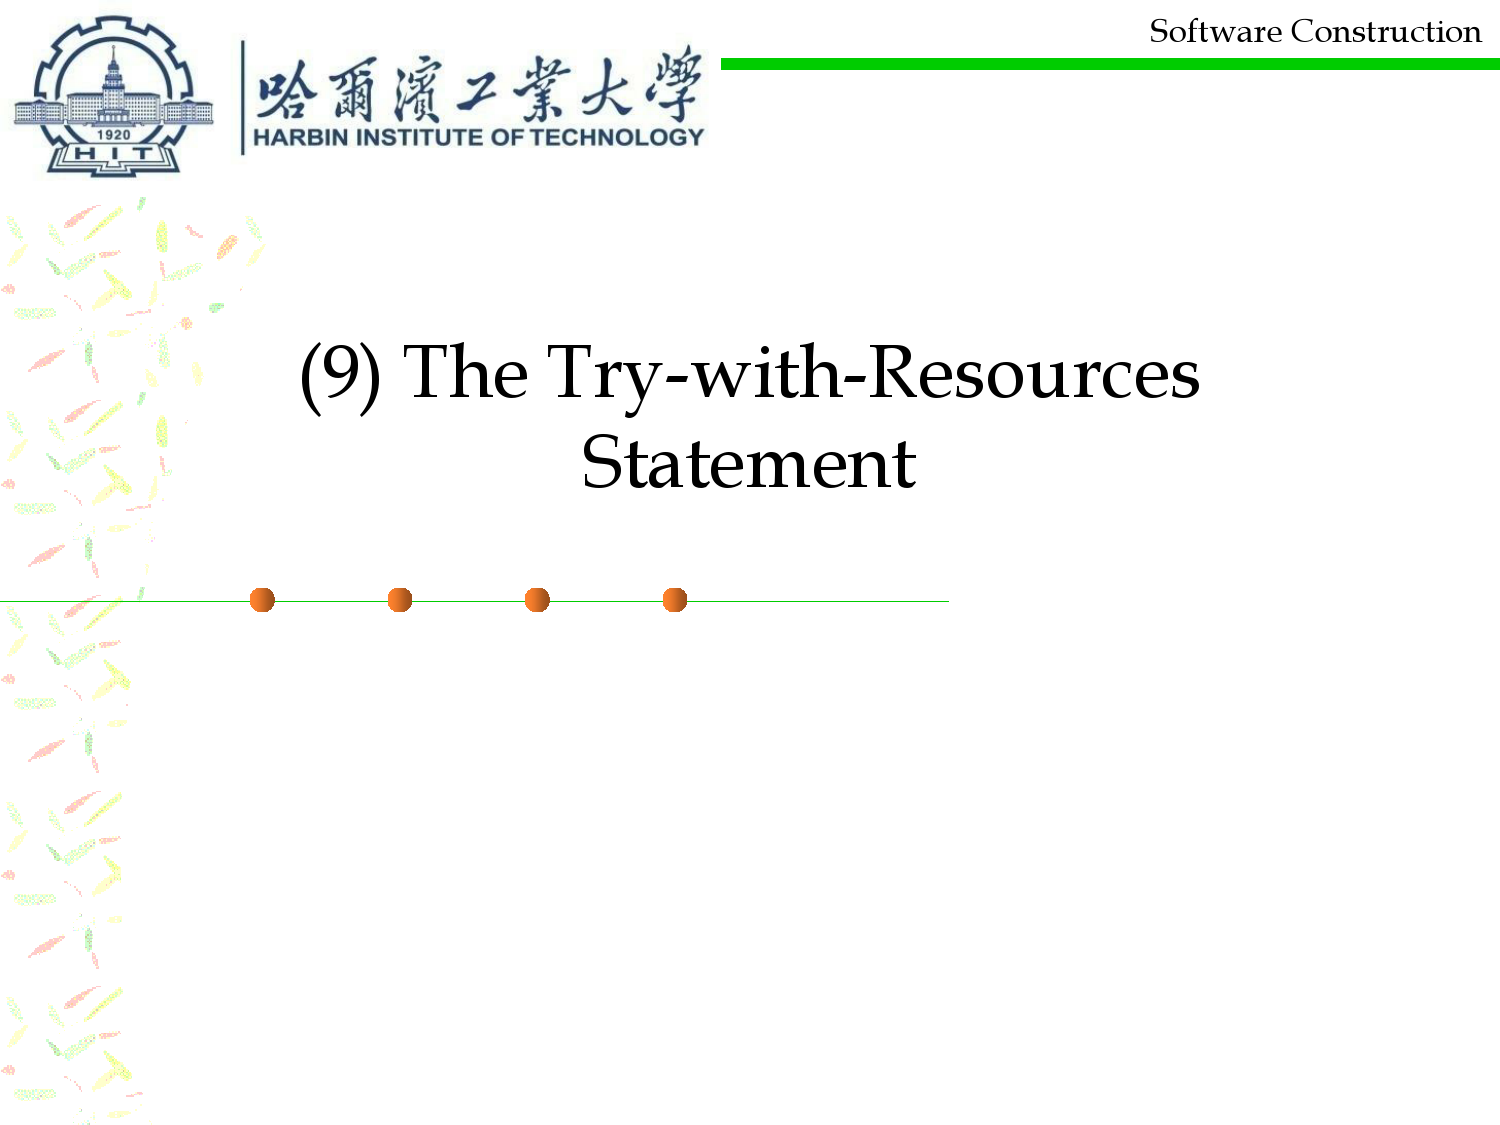 Software Construction
哈爾濱工業大學
HARBIN INSTITUTE OF TECHNOLOGY
1920
HIT
(9) The Try-with-Resources
Statement